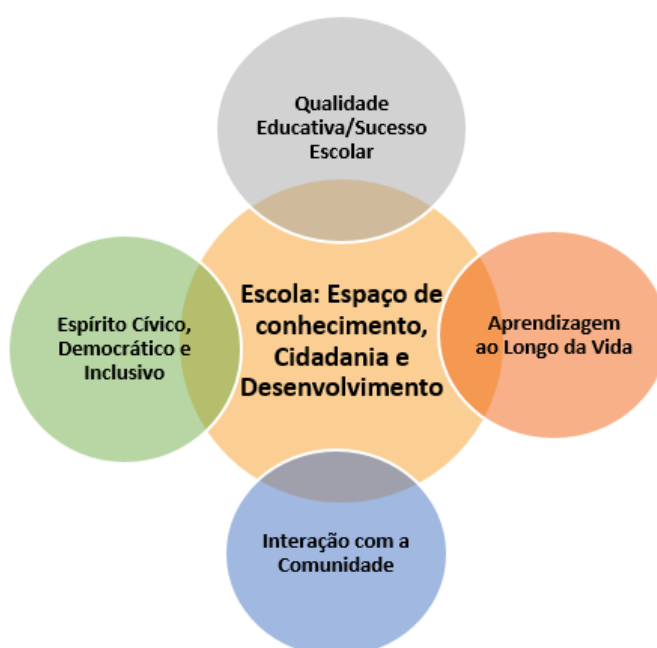 Qualidade
Educativa/Sucesso
Escolar
Espírito Cívico,
Democrático e
Inclusivo
Escola: Espaço de
conhecimento,
Cidadania e
Desenvolvimento
Aprendizagem
ao Longo da Vida
Interação com a
Comunidade